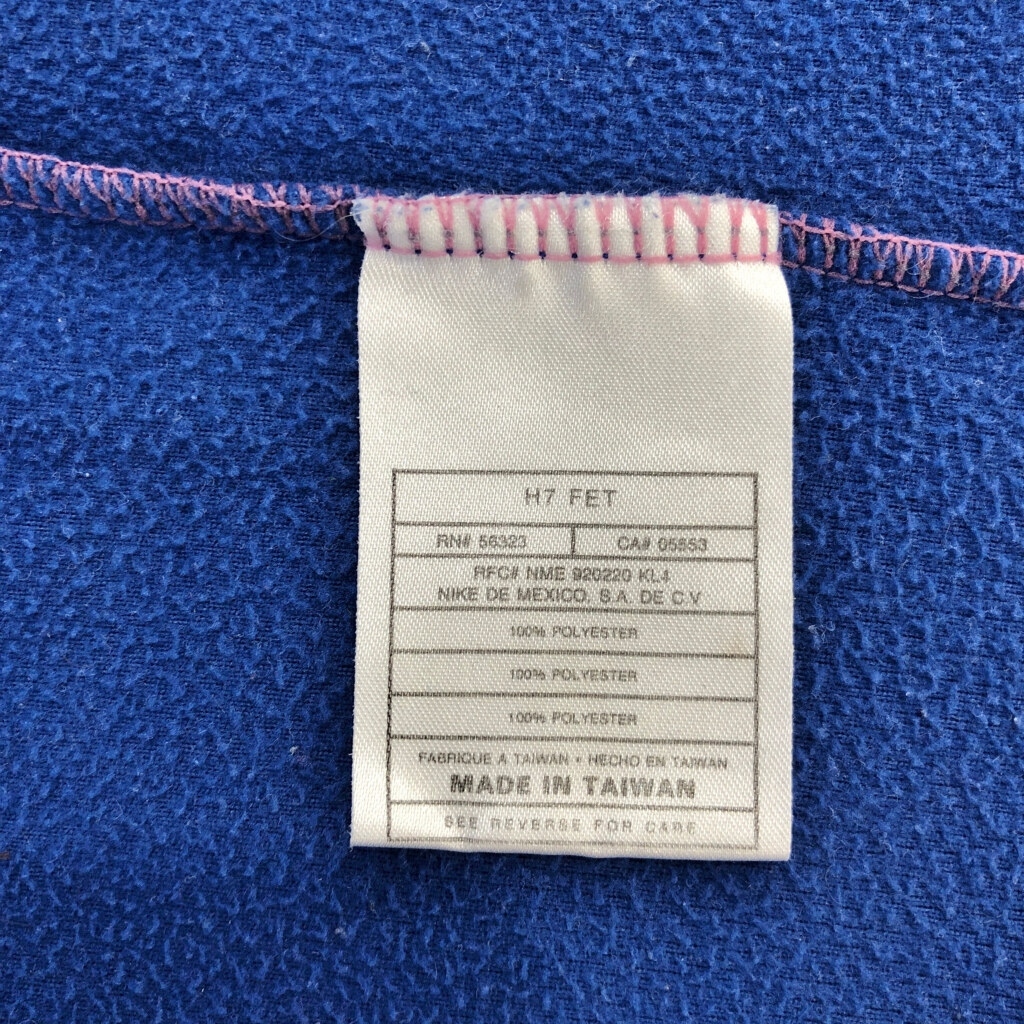 H7 FET
RN# 56323
CA# 05553
RFC# NME 920220 KL4
NIKE DE MEXICO, S.A. DE C V
100% POLYESTER
100% POLYESTER
100% POLYESTER
FABRIQUE A TAIWAN • HECHO EN TAIWAN
MADE IN TAIWAN
SEE REVERSE FOR CARE